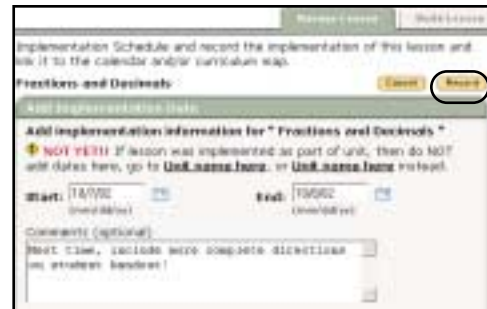 Implementation Schedule and record the implementation of this lesson and
link it to the calendar and/or curriculum map.
Fractions and Decimals Cancel Record
Add Implementation Date
Add implementation information for " Fractions and Decimals "
NOT YET!! If lesson was implemented as part of unit, then do NOT
add dates here, go to Unit name here, or Unit name here instead.
Start: End:
(mm/dd/yy) (mm/dd/yy)
Comments (optional)
Next time, include more complete directions
on student handout!